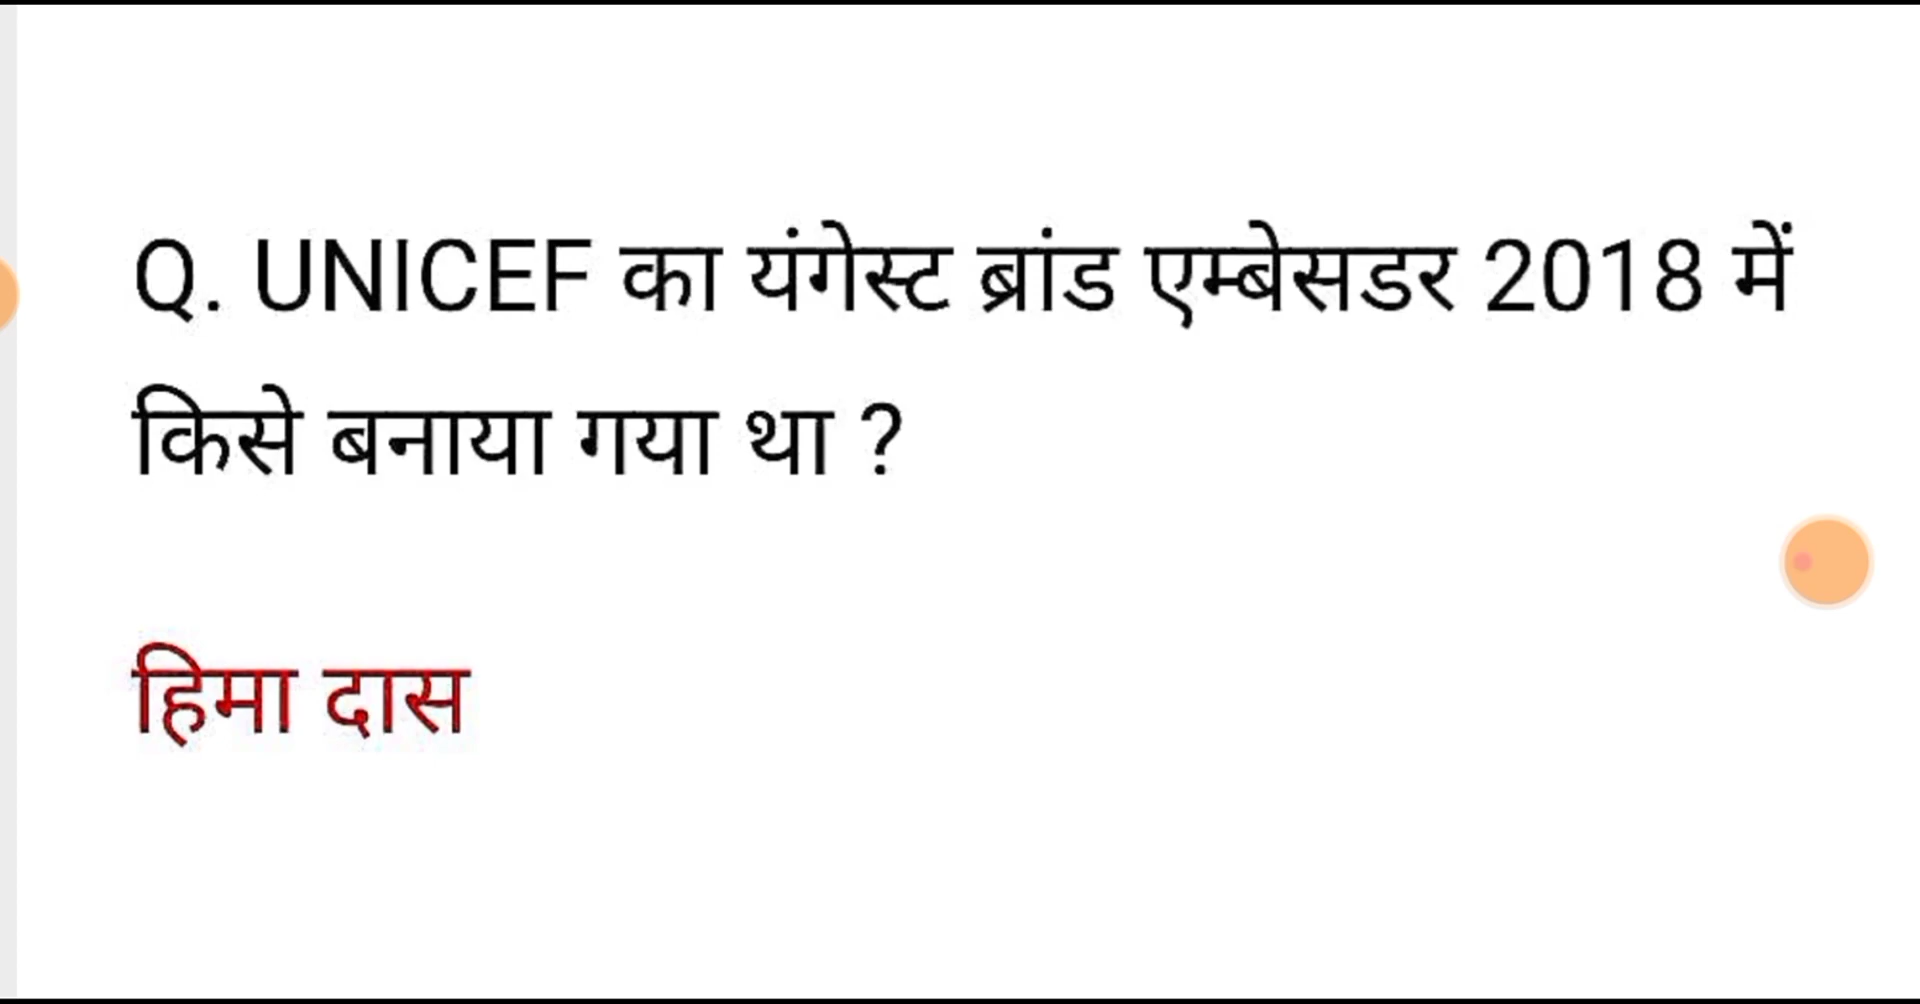 Q. UNICEF का यंगेस्ट ब्रांड एम्बेसडर 2018 में
किसे बनाया गया था ?
हिमा दास